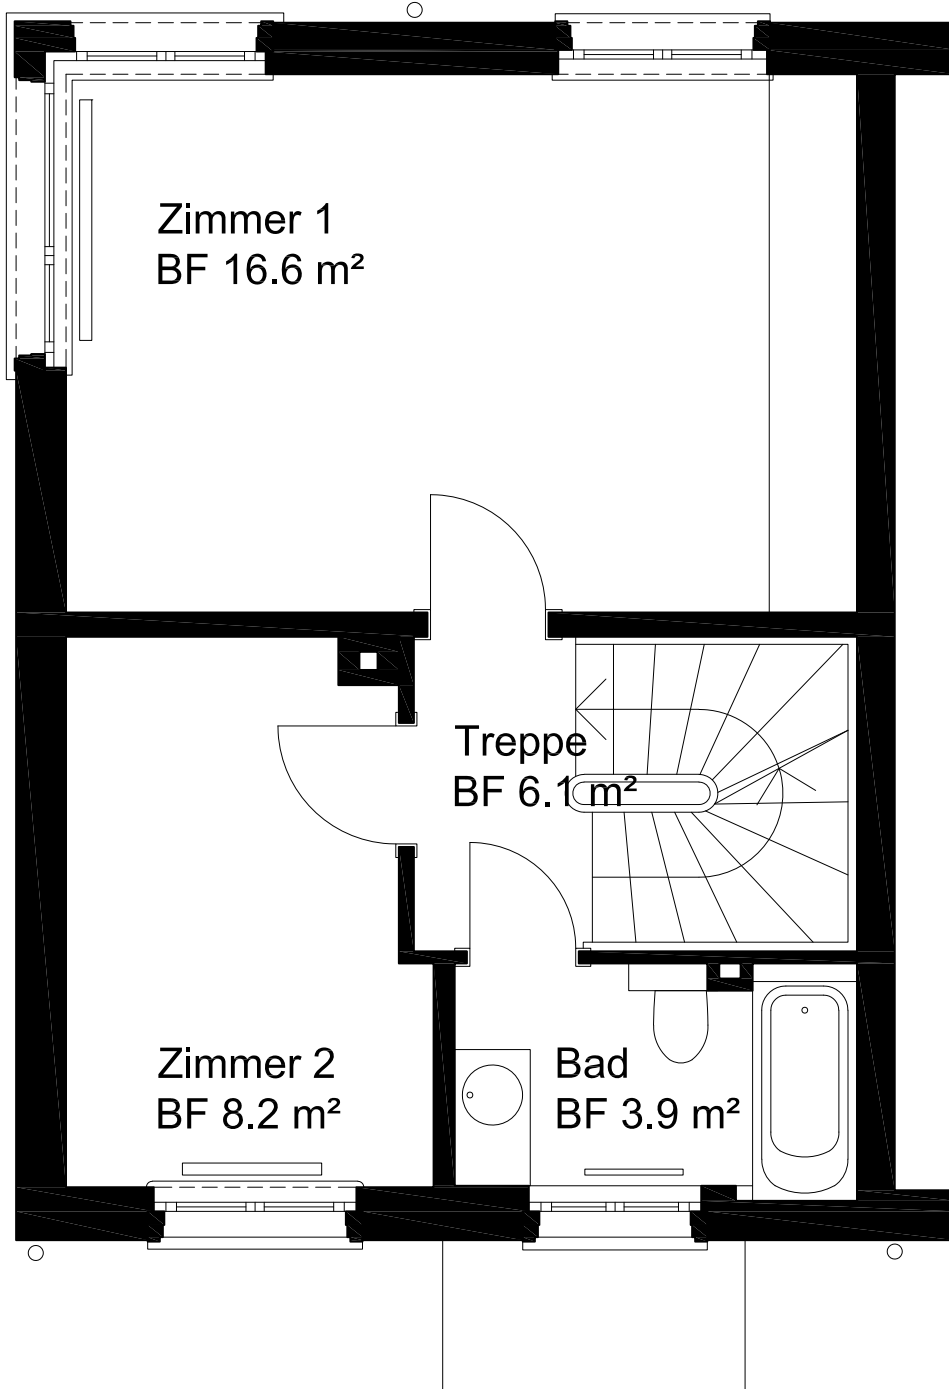 Zimmer 1
BF 16.6 m²
Treppe
BF 6.1 m²
Zimmer 2
BF 8.2 m²
Bad
BF 3.9 m²